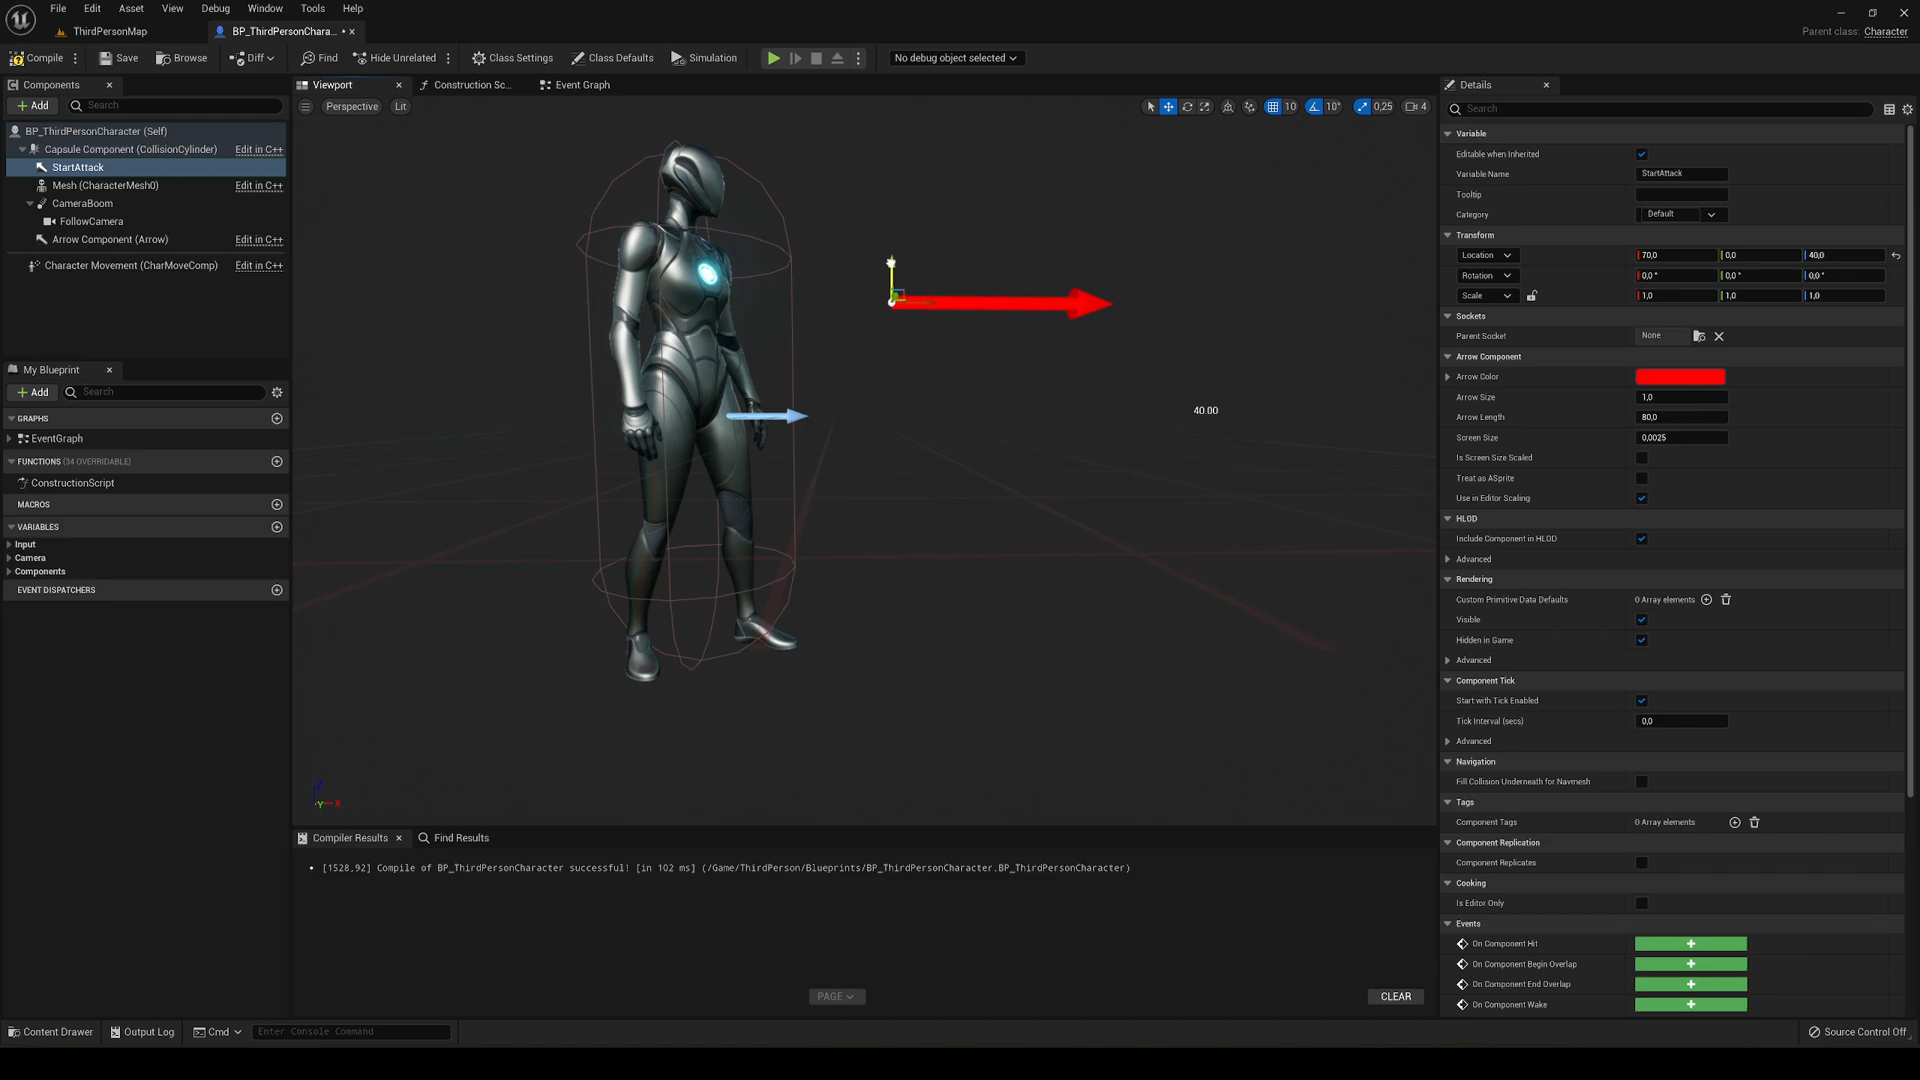 File Edit Asset View Debug Window Tools Help
ThirdPersonMap
BP_ThirdPersonChara... •
Parent class: Character
Compile Save Browse Diff Find Hide Unrelated Class Settings Class Defaults Simulation No debug object selected
Components
Add Search
BP_ThirdPersonCharacter (Self)
Capsule Component (CollisionCylinder) Edit in C++
StartAttack
Mesh (CharacterMesh0) Edit in C++
CameraBoom
FollowCamera
Arrow Component (Arrow) Edit in C++
Character Movement (CharMoveComp) Edit in C++
My Blueprint
Add Search
GRAPHS
EventGraph
FUNCTIONS (34 OVERRIDABLE)
ConstructionScript
MACROS
VARIABLES
Input
Camera
Components
EVENT DISPATCHERS
Viewport Construction Sc... Event Graph
Perspective Lit
10 10° 0,25 4
40.00
Z
Y X
Compiler Results Find Results
[1528,92] Compile of BP_ThirdPersonCharacter successful! [in 102 ms] (/Game/ThirdPerson/Blueprints/BP_ThirdPersonCharacter.BP_ThirdPersonCharacter)
PAGE CLEAR
Details
Search
Variable
Editable when Inherited
Variable Name StartAttack
Tooltip
Category Default
Transform
Location 70,0 0,0 40,0
Rotation 0,0 ° 0,0 ° 0,0 °
Scale 1,0 1,0 1,0
Sockets
Parent Socket None
Arrow Component
Arrow Color
Arrow Size 1,0
Arrow Length 80,0
Screen Size 0,0025
Is Screen Size Scaled
Treat as ASprite
Use in Editor Scaling
HLOD
Include Component in HLOD
Advanced
Rendering
Custom Primitive Data Defaults 0 Array elements
Visible
Hidden in Game
Advanced
Component Tick
Start with Tick Enabled
Tick Interval (secs) 0,0
Advanced
Navigation
Fill Collision Underneath for Navmesh
Tags
Component Tags 0 Array elements
Component Replication
Component Replicates
Cooking
Is Editor Only
Events
On Component Hit
On Component Begin Overlap
On Component End Overlap
On Component Wake
Content Drawer Output Log Cmd Enter Console Command Source Control Off